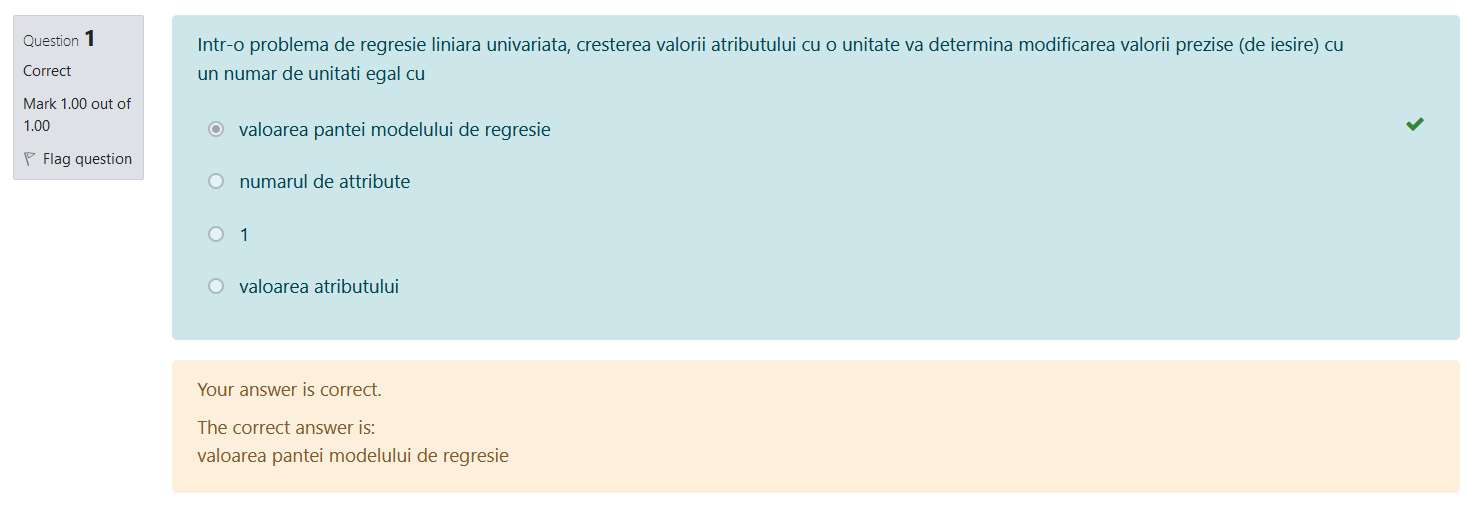 Question 1
Correct
Mark 1.00 out of
1.00
Flag question
Intr-o problema de regresie liniara univariata, cresterea valorii atributului cu o unitate va determina modificarea valorii prezise (de iesire) cu
un numar de unitati egal cu
valoarea pantei modelului de regresie
numarul de attribute
1
valoarea atributului
Your answer is correct.
The correct answer is:
valoarea pantei modelului de regresie